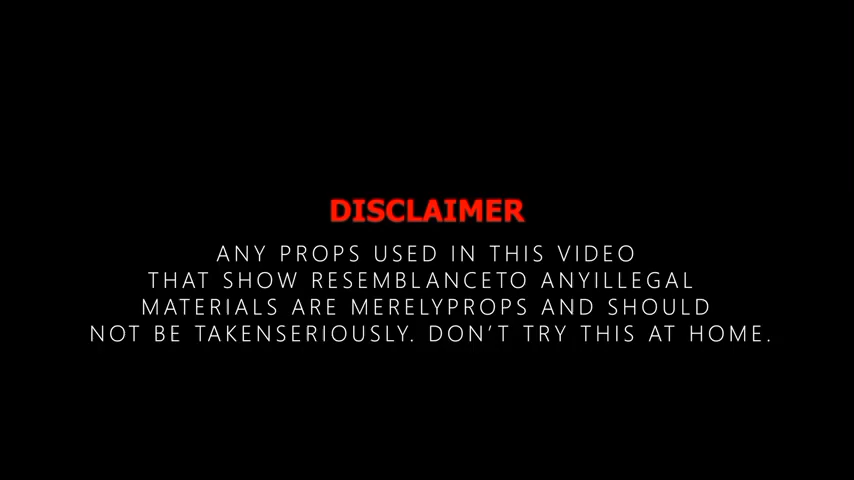 DISCLAIMER
ANY PROPS USED IN THIS VIDEO
THAT SHOW RESEMBLANCETO ANYILLEGAL
MATERIALS ARE MERELYPROPS AND SHOULD
NOT BE TAKENSERIOUSLY. DON'T TRY THIS AT HOME.